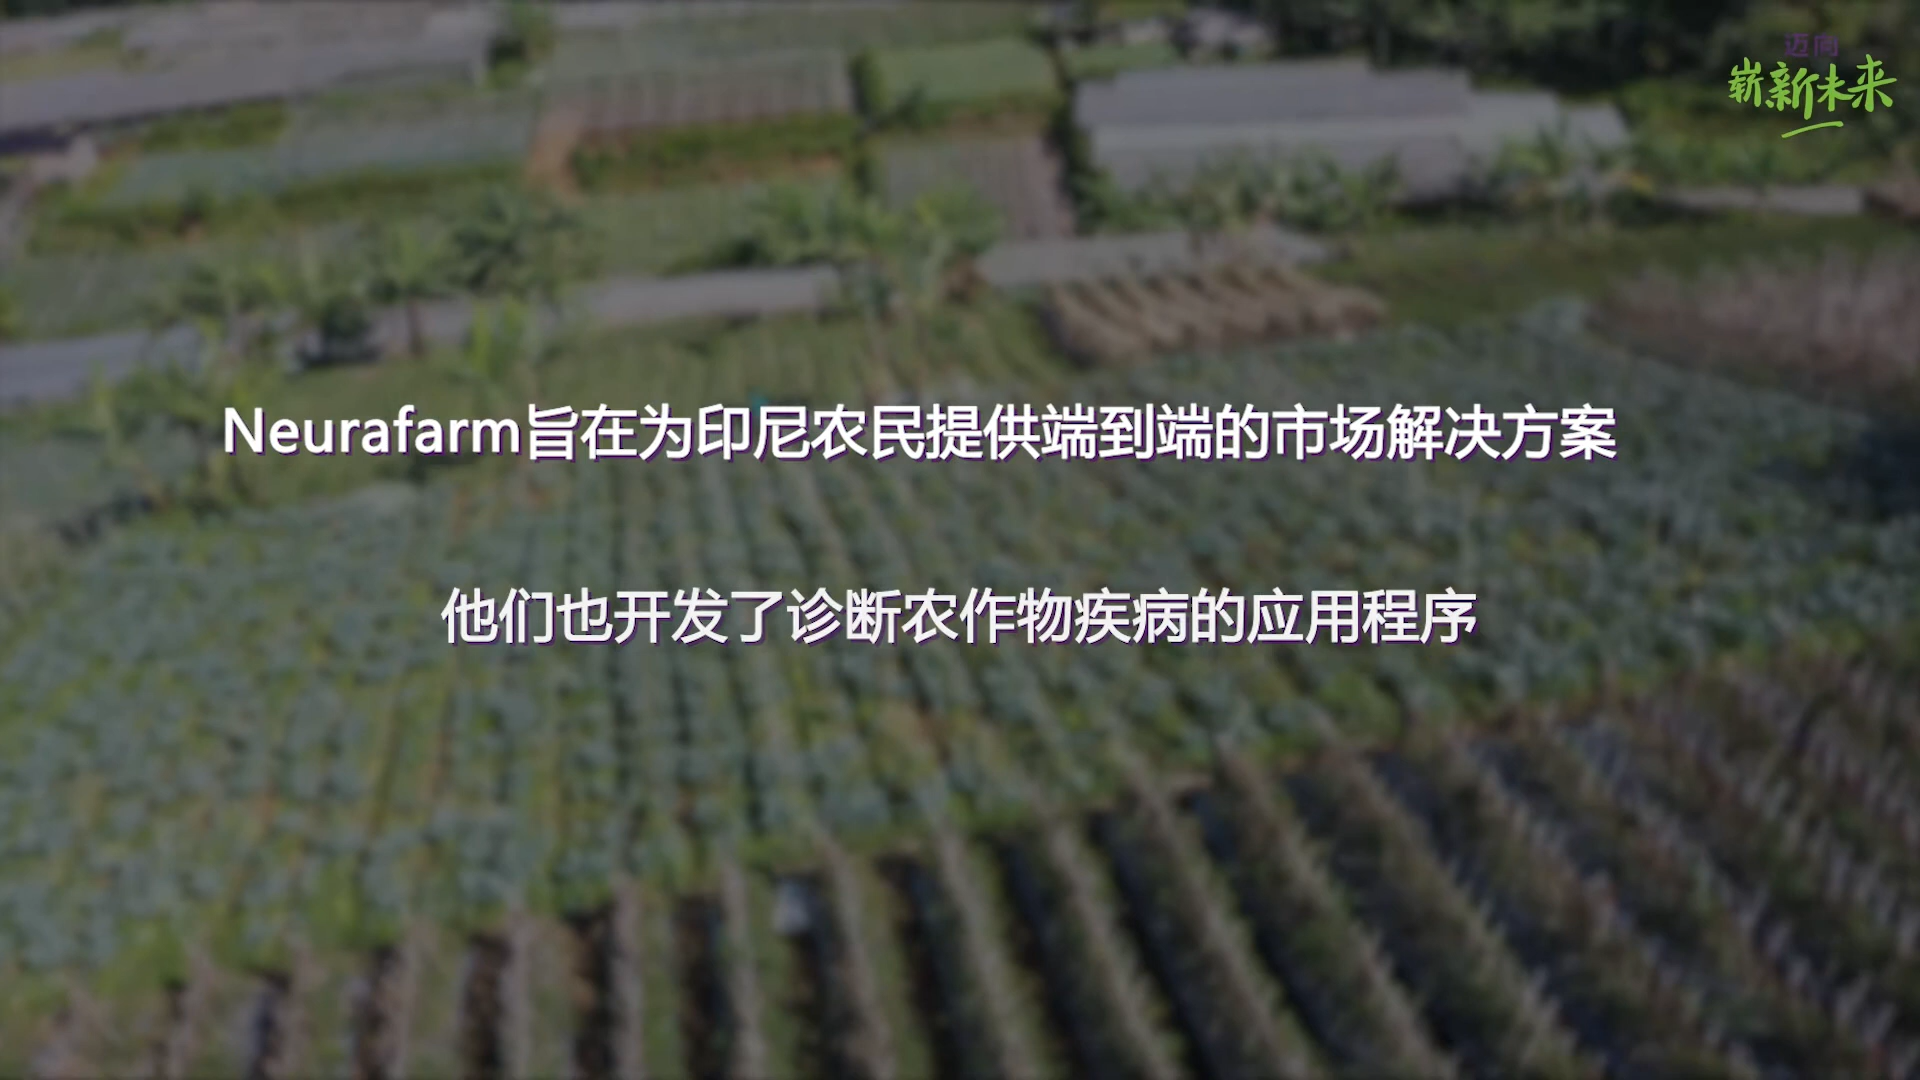 迈向
崭新未来
Neurafarm旨在为印尼农民提供端到端的市场解决方案
他们也开发了诊断农作物疾病的应用程序